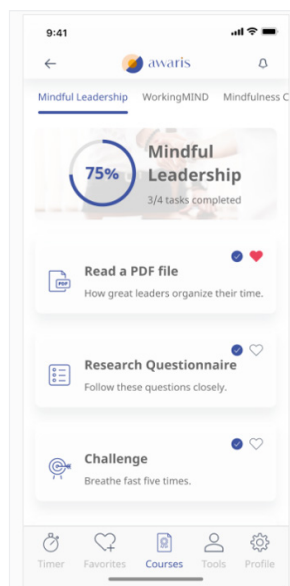 9:41
awaris
Mindful Leadership WorkingMIND Mindfulness C
75%
Mindful
Leadership
3/4 tasks completed
PDF
Read a PDF file
How great leaders organize their time.
Research Questionnaire
Follow these questions closely.
Challenge
Breathe fast five times.
Timer Favorites Courses Tools Profile